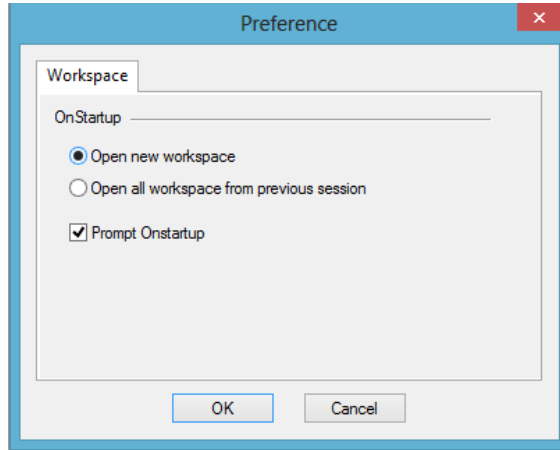 Preference
Workspace
OnStartup
Open new workspace
Open all workspace from previous session
Prompt Onstartup
OK Cancel